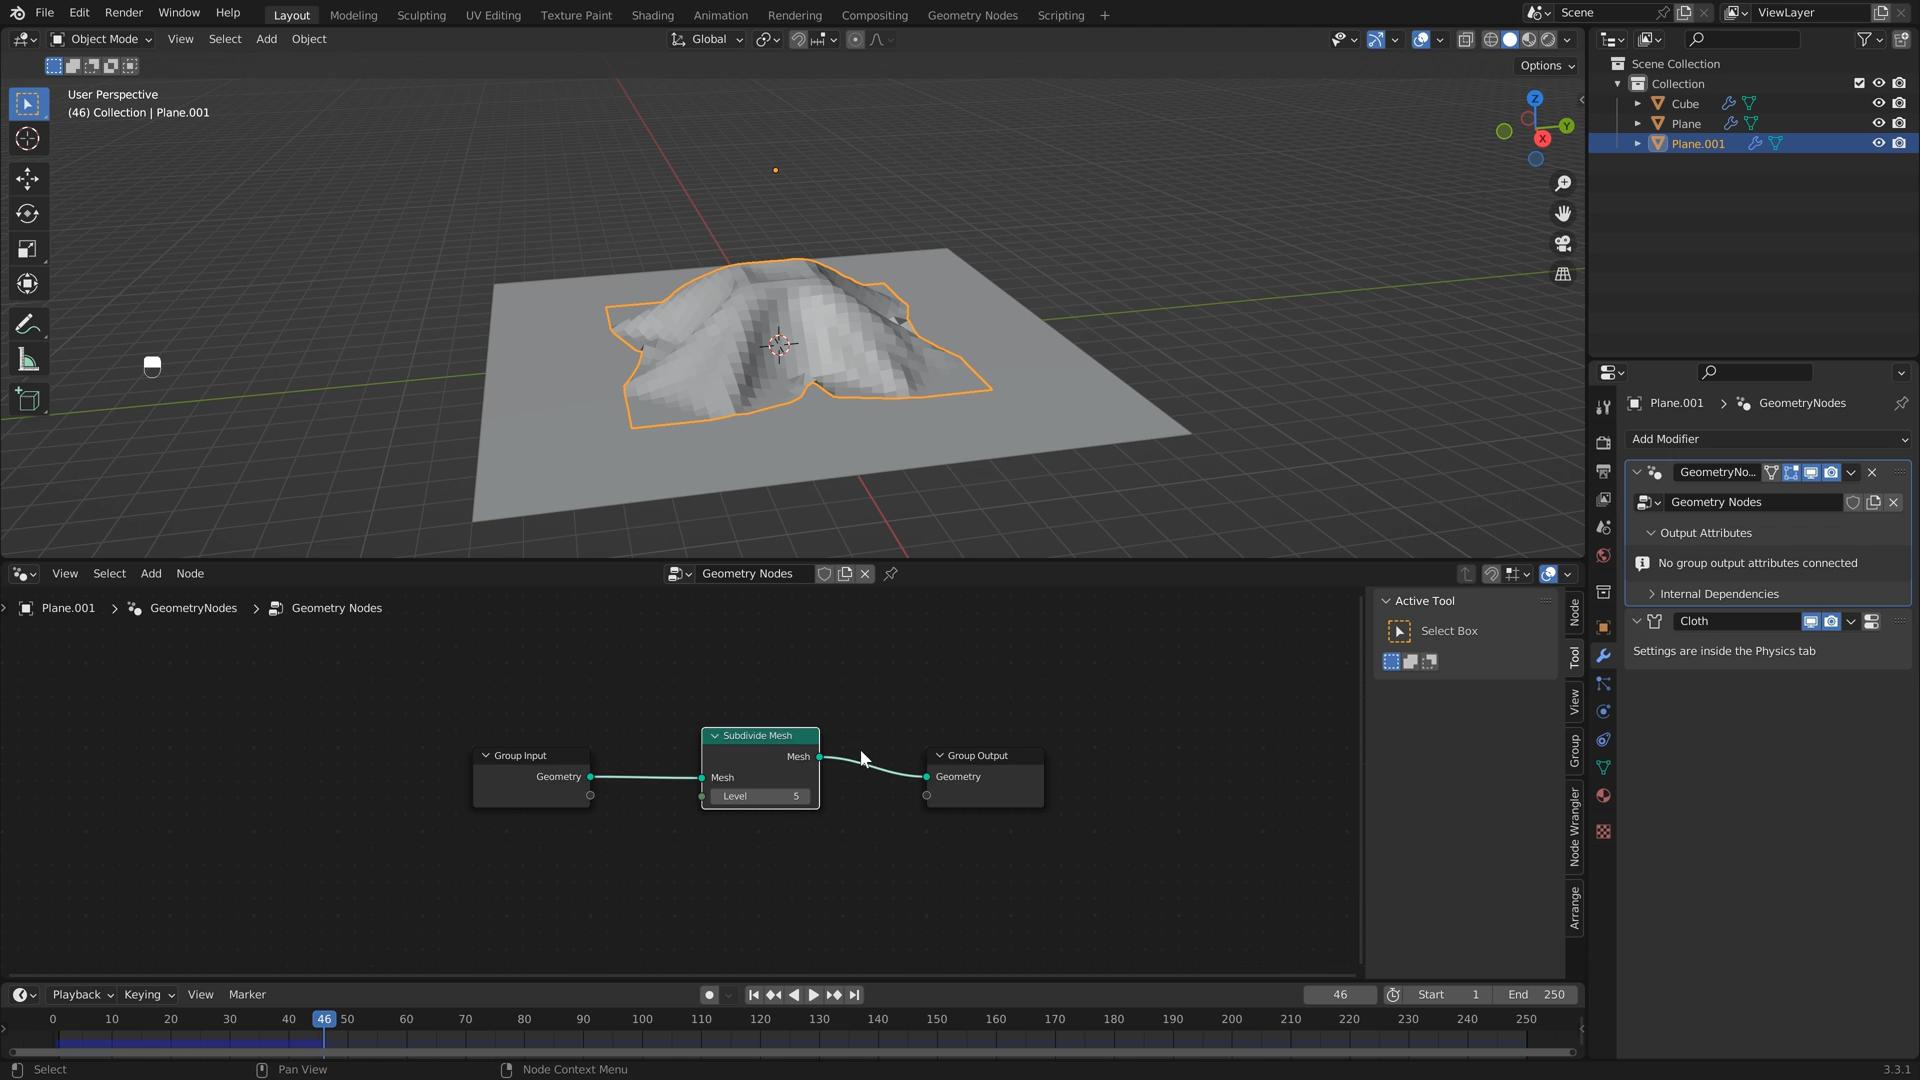 File Edit Render Window Help Layout Modeling Sculpting UV Editing Texture Paint Shading Animation Rendering Compositing Geometry Nodes Scripting + Scene ViewLayer
Object Mode View Select Add Object Global
Options
User Perspective
(46) Collection | Plane.001
Z
Y
X
Scene Collection
Collection
Cube
Plane
Plane.001
Plane.001 > GeometryNodes
Add Modifier
GeometryNo...
Geometry Nodes
Output Attributes
No group output attributes connected
Internal Dependencies
Cloth
Settings are inside the Physics tab
View Select Add Node Geometry Nodes
Plane.001 > GeometryNodes > Geometry Nodes
Active Tool
Select Box
Node
Tool
View
Group
Node Wrangler
Arrange
Group Input
Geometry
Subdivide Mesh
Mesh
Mesh
Level 5
Group Output
Geometry
Playback Keying View Marker 46 Start 1 End 250
0 10 20 30 40 46 50 60 70 80 90 100 110 120 130 140 150 160 170 180 190 200 210 220 230 240 250
Select Pan View Node Context Menu 3.3.1